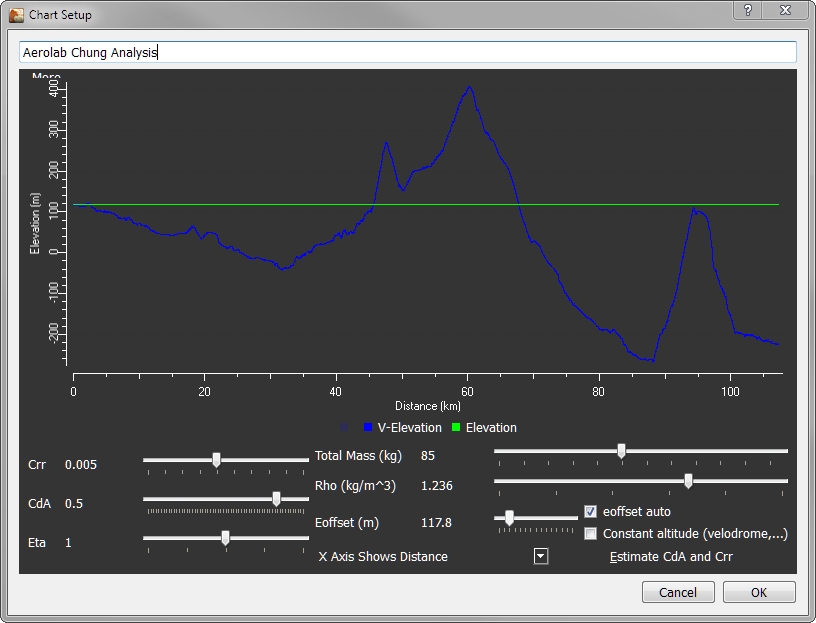 Chart Setup
Aerolab Chung Analysis
More
400
300
200
100
0
-100
-200
Elevation (m)
0 20 40 60 80 100
Distance (km)
V-Elevation Elevation
Crr 0.005
Total Mass (kg) 85
Rho (kg/m^3) 1.236
CdA 0.5
Eoffset (m) 117.8
eoffset auto
Constant altitude (velodrome,...)
Eta 1
X Axis Shows Distance
Estimate CdA and Crr
Cancel OK